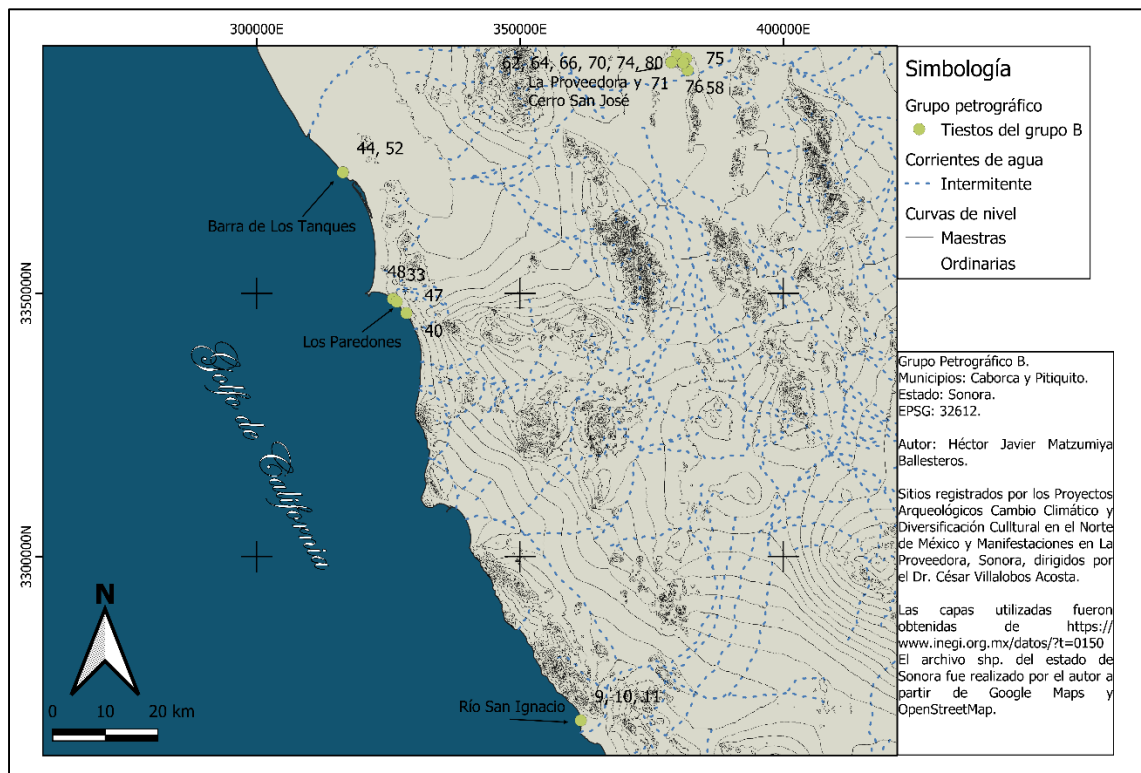 300000E
350000E
400000E
3350000N
3300000N
62, 64, 66, 70, 74, 80
75
La Proveedora y
71
76
58
Cerro San José
44, 52
Barra de Los Tanques
48
33
47
Los Paredones
40
Golfo de California
9, 10, 11
Río San Ignacio
N
0 10 20 km
Simbología
Grupo petrográfico
Tiestos del grupo B
Corrientes de agua
Intermitente
Curvas de nivel
Maestras
Ordinarias
Grupo Petrográfico B.
Municipios: Caborca y Pitiquito.
Estado: Sonora.
EPSG: 32612.
Autor: Héctor Javier Matzumiya
Ballesteros.
Sitios registrados por los Proyectos
Arqueológicos Cambio Climático y
Diversificación Culltural en el Norte
de México y Manifestaciones en La
Proveedora, Sonora, dirigidos por
el Dr. César Villalobos Acosta.
Las capas utilizadas fueron
obtenidas de https://
www.inegi.org.mx/datos/?t=0150
El archivo shp. del estado de
Sonora fue realizado por el autor a
partir de Google Maps y
OpenStreetMap.